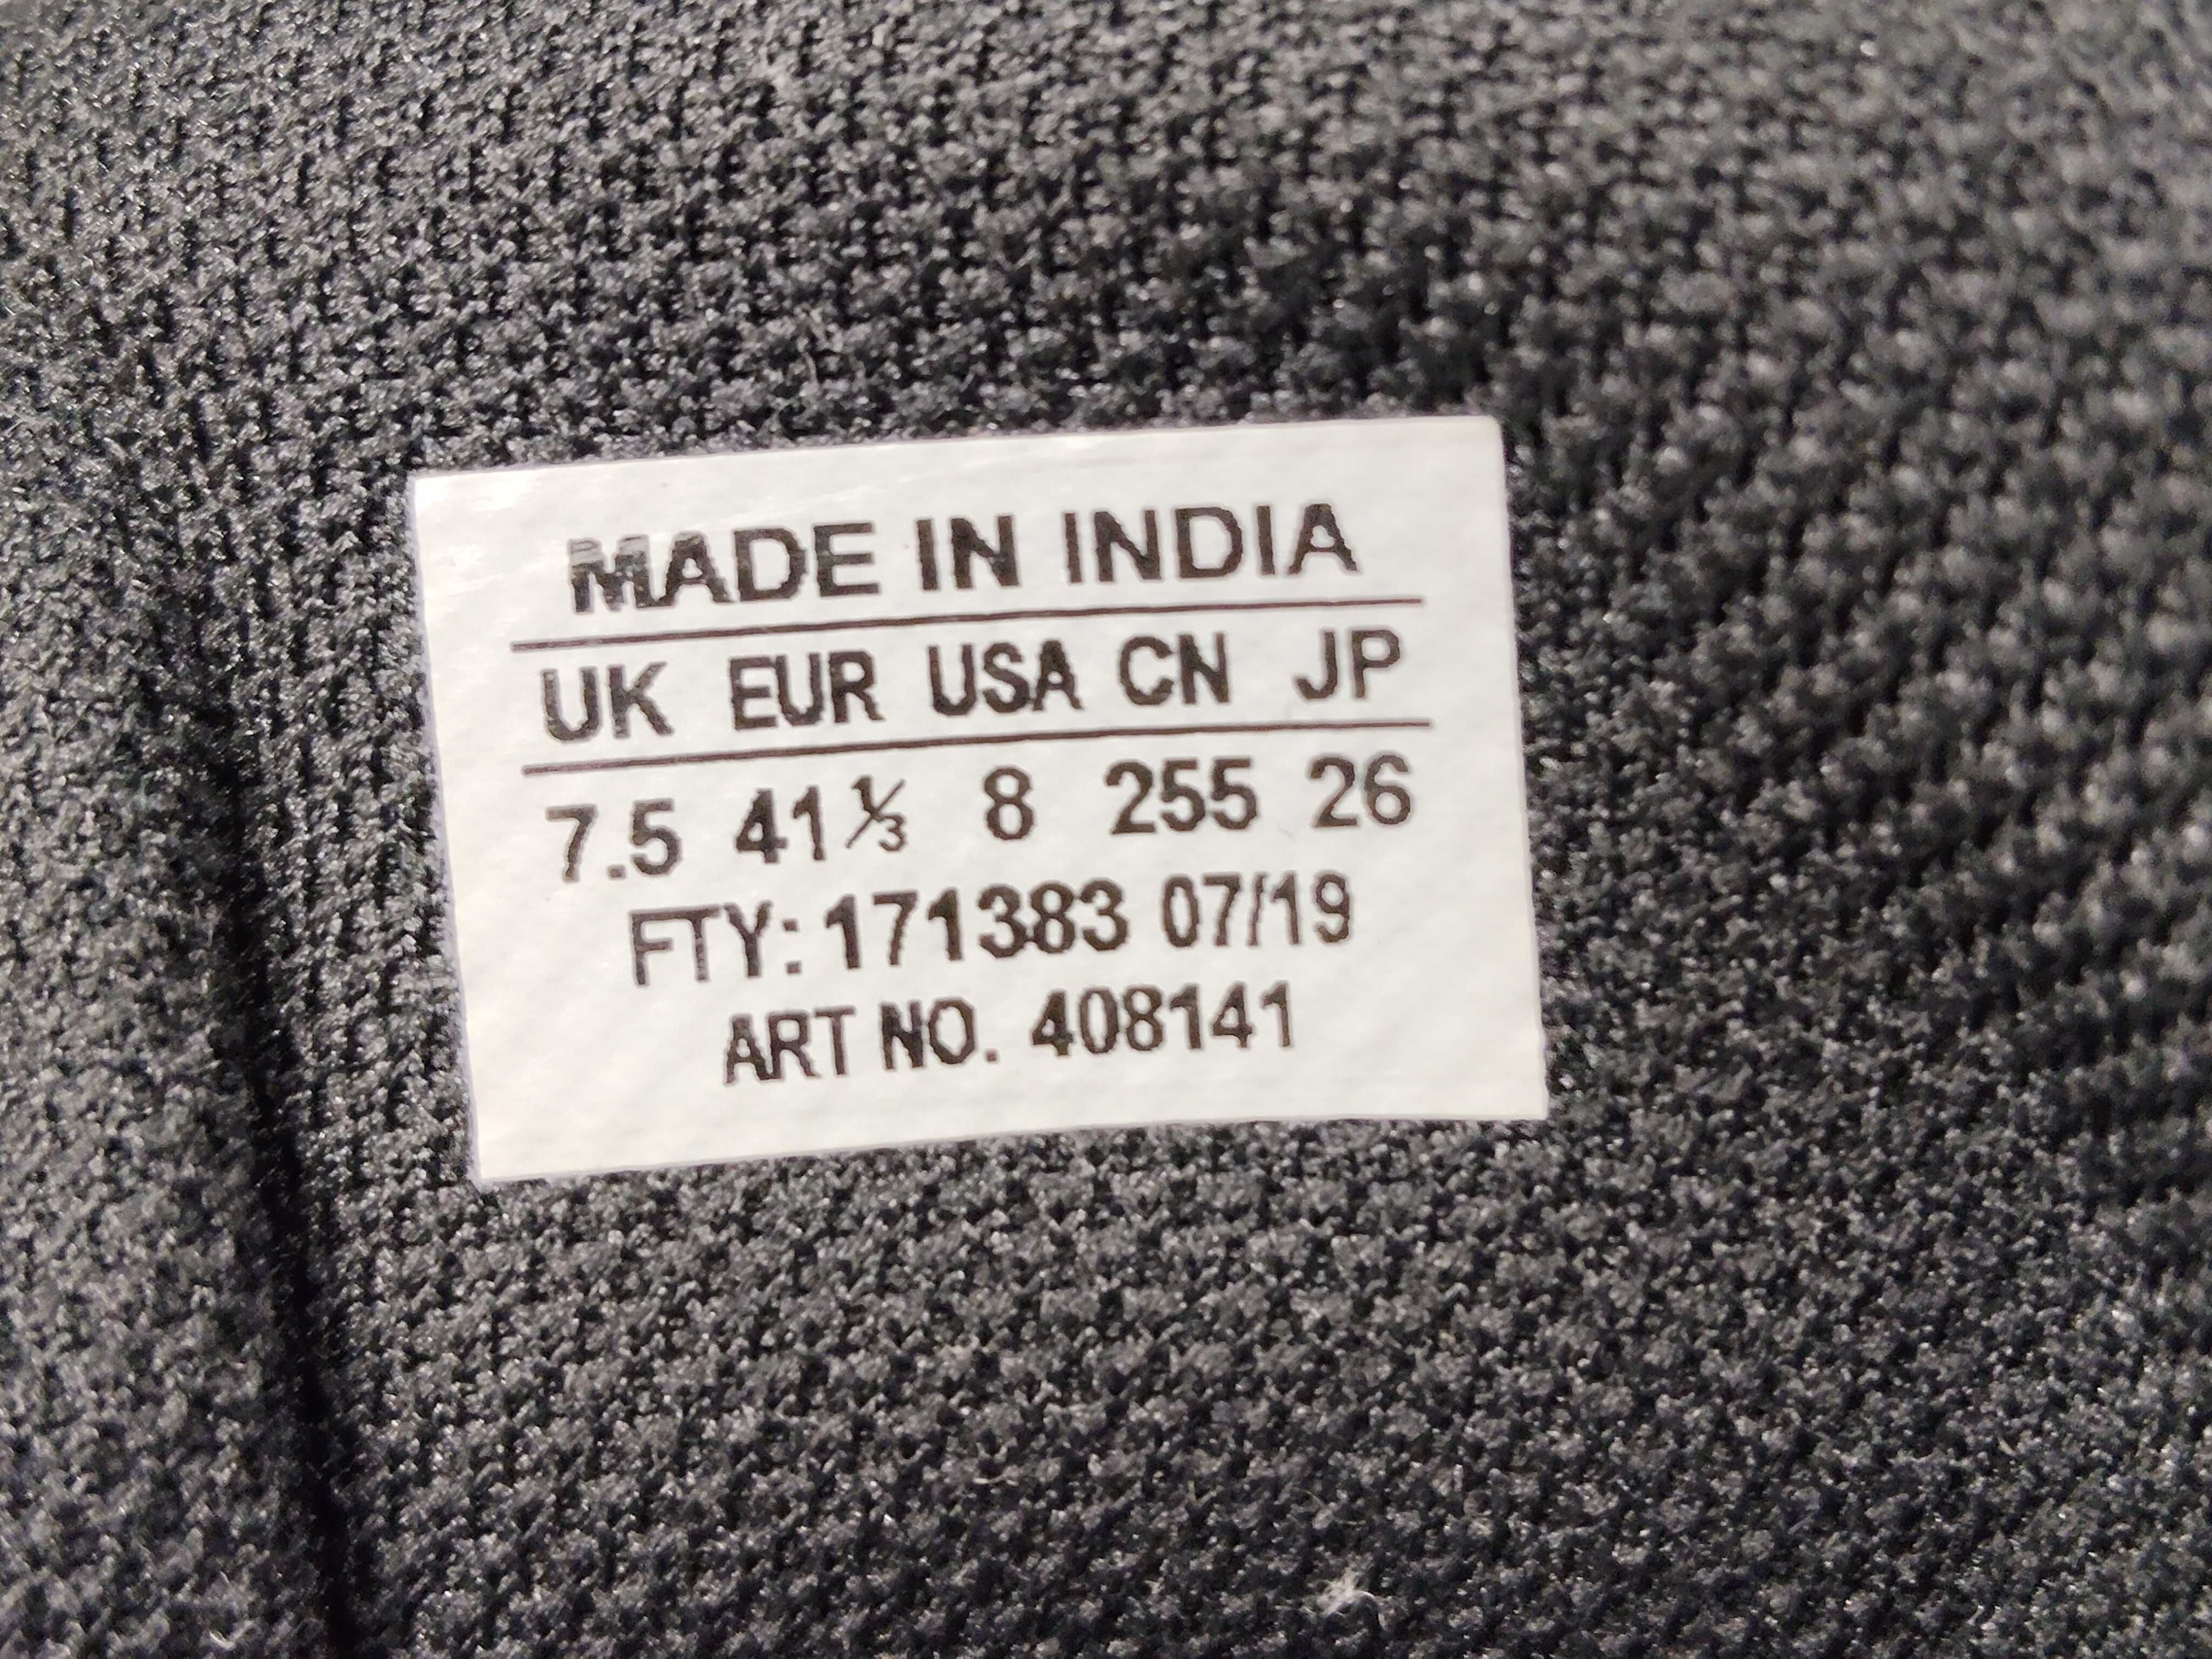 MADE IN INDIA
UK EUR USA CN JP
7.5 41⅓ 8 255 26
FTY: 171383 07/19
ART NO. 408141